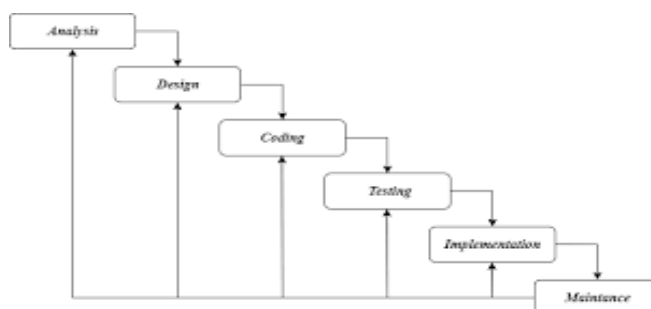 Analysis
Design
Coding
Testing
Implementation
Maintance